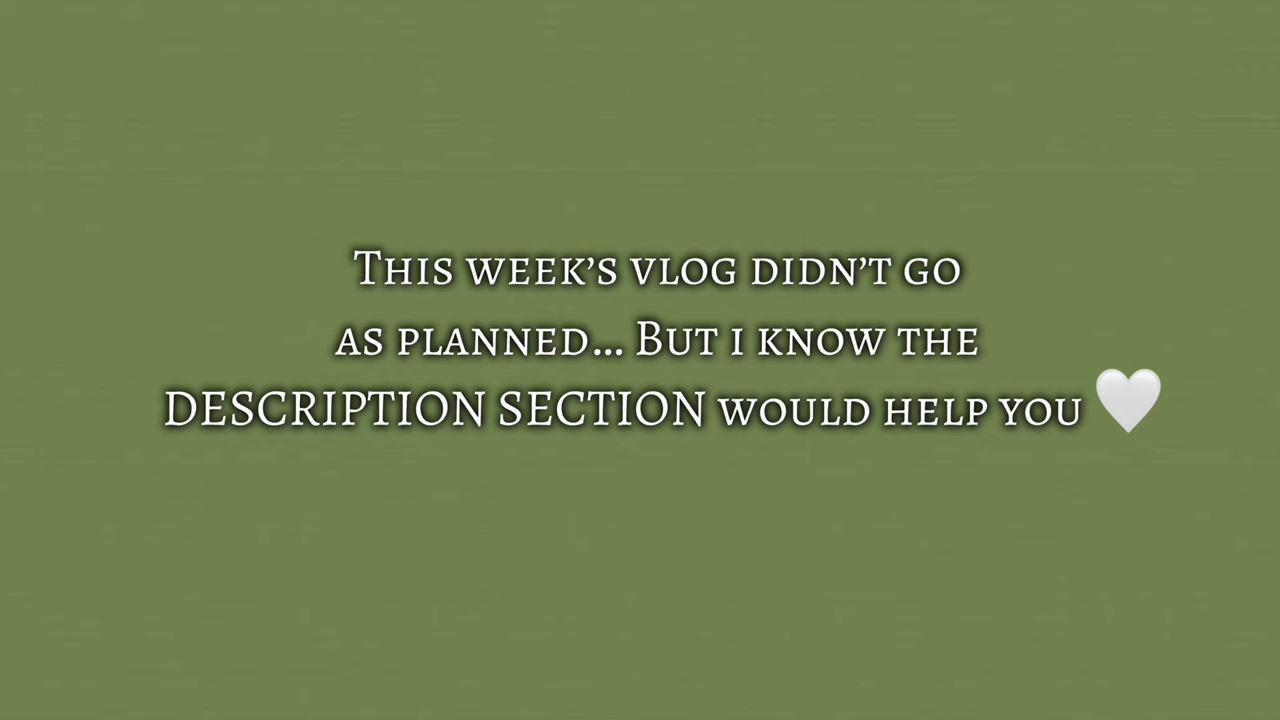 This week’s vlog didn’t go
as planned... But i know the
DESCRIPTION SECTION would help you 🤍